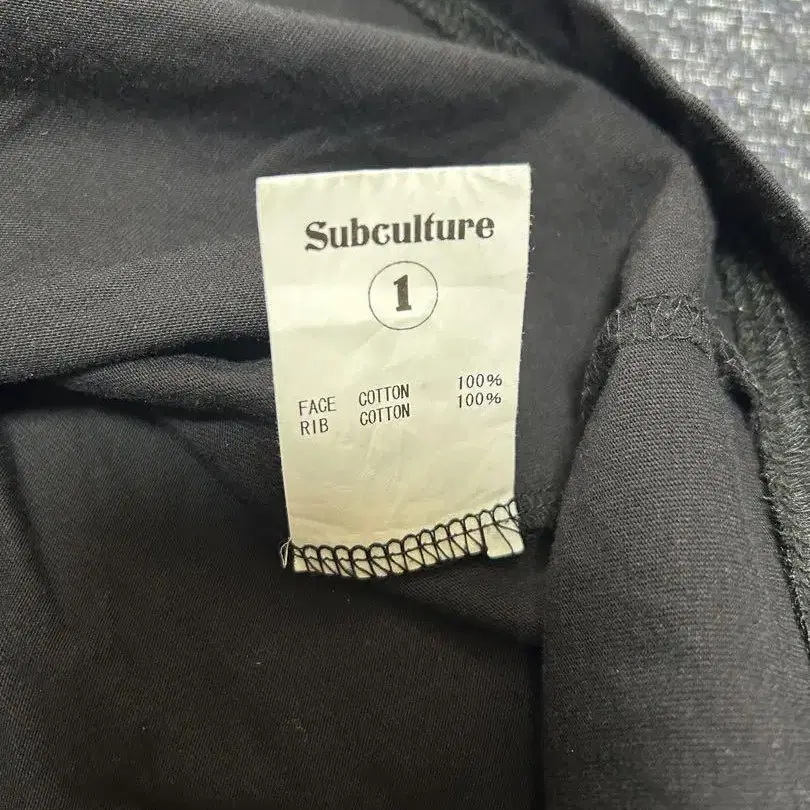 Subculture
1
FACE COTTON 100%
RIB COTTON 100%